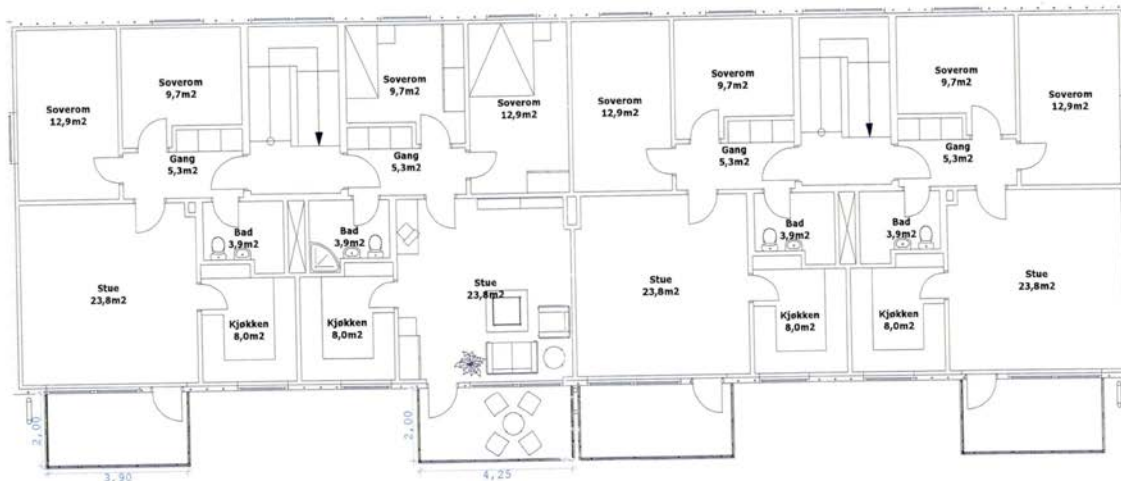 Soverom
12,9m2
Soverom
9,7m2
Gang
5,3m2
Bad
3,9m2
Stue
23,8m2
Kjøkken
8,0m2
Soverom
9,7m2
Soverom
12,9m2
Gang
5,3m2
Bad
3,9m2
Stue
23,8m2
Kjøkken
8,0m2
Soverom
12,9m2
Soverom
9,7m2
Gang
5,3m2
Bad
3,9m2
Stue
23,8m2
Kjøkken
8,0m2
Soverom
9,7m2
Soverom
12,9m2
Gang
5,3m2
Bad
3,9m2
Stue
23,8m2
Kjøkken
8,0m2
2,00
3,90
2,00
4,25